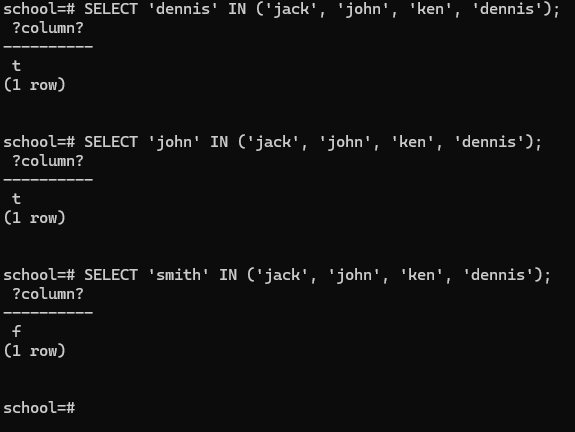 school=# SELECT 'dennis' IN ('jack', 'john', 'ken', 'dennis');
 ?column?
----------
 t
(1 row)


school=# SELECT 'john' IN ('jack', 'john', 'ken', 'dennis');
 ?column?
----------
 t
(1 row)


school=# SELECT 'smith' IN ('jack', 'john', 'ken', 'dennis');
 ?column?
----------
 f
(1 row)


school=#